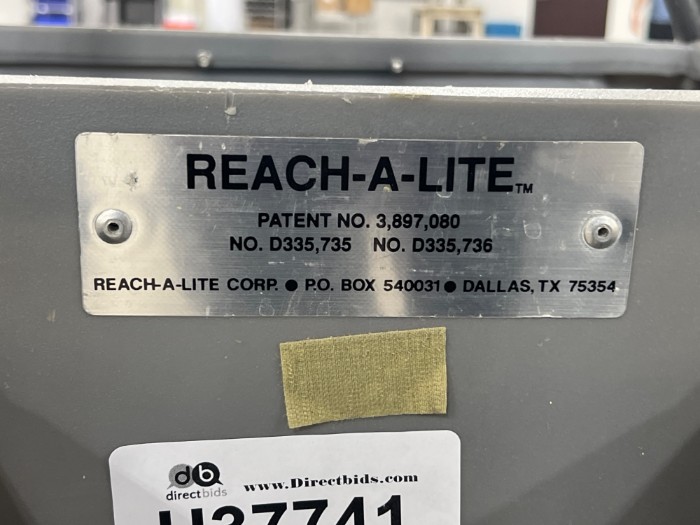 REACH-A-LITE™
PATENT NO. 3,897,080
NO. D335,735 NO. D335,736
REACH-A-LITE CORP. ● P.O. BOX 540031 ● DALLAS, TX 75354
db
directbids
www.Directbids.com
U37741